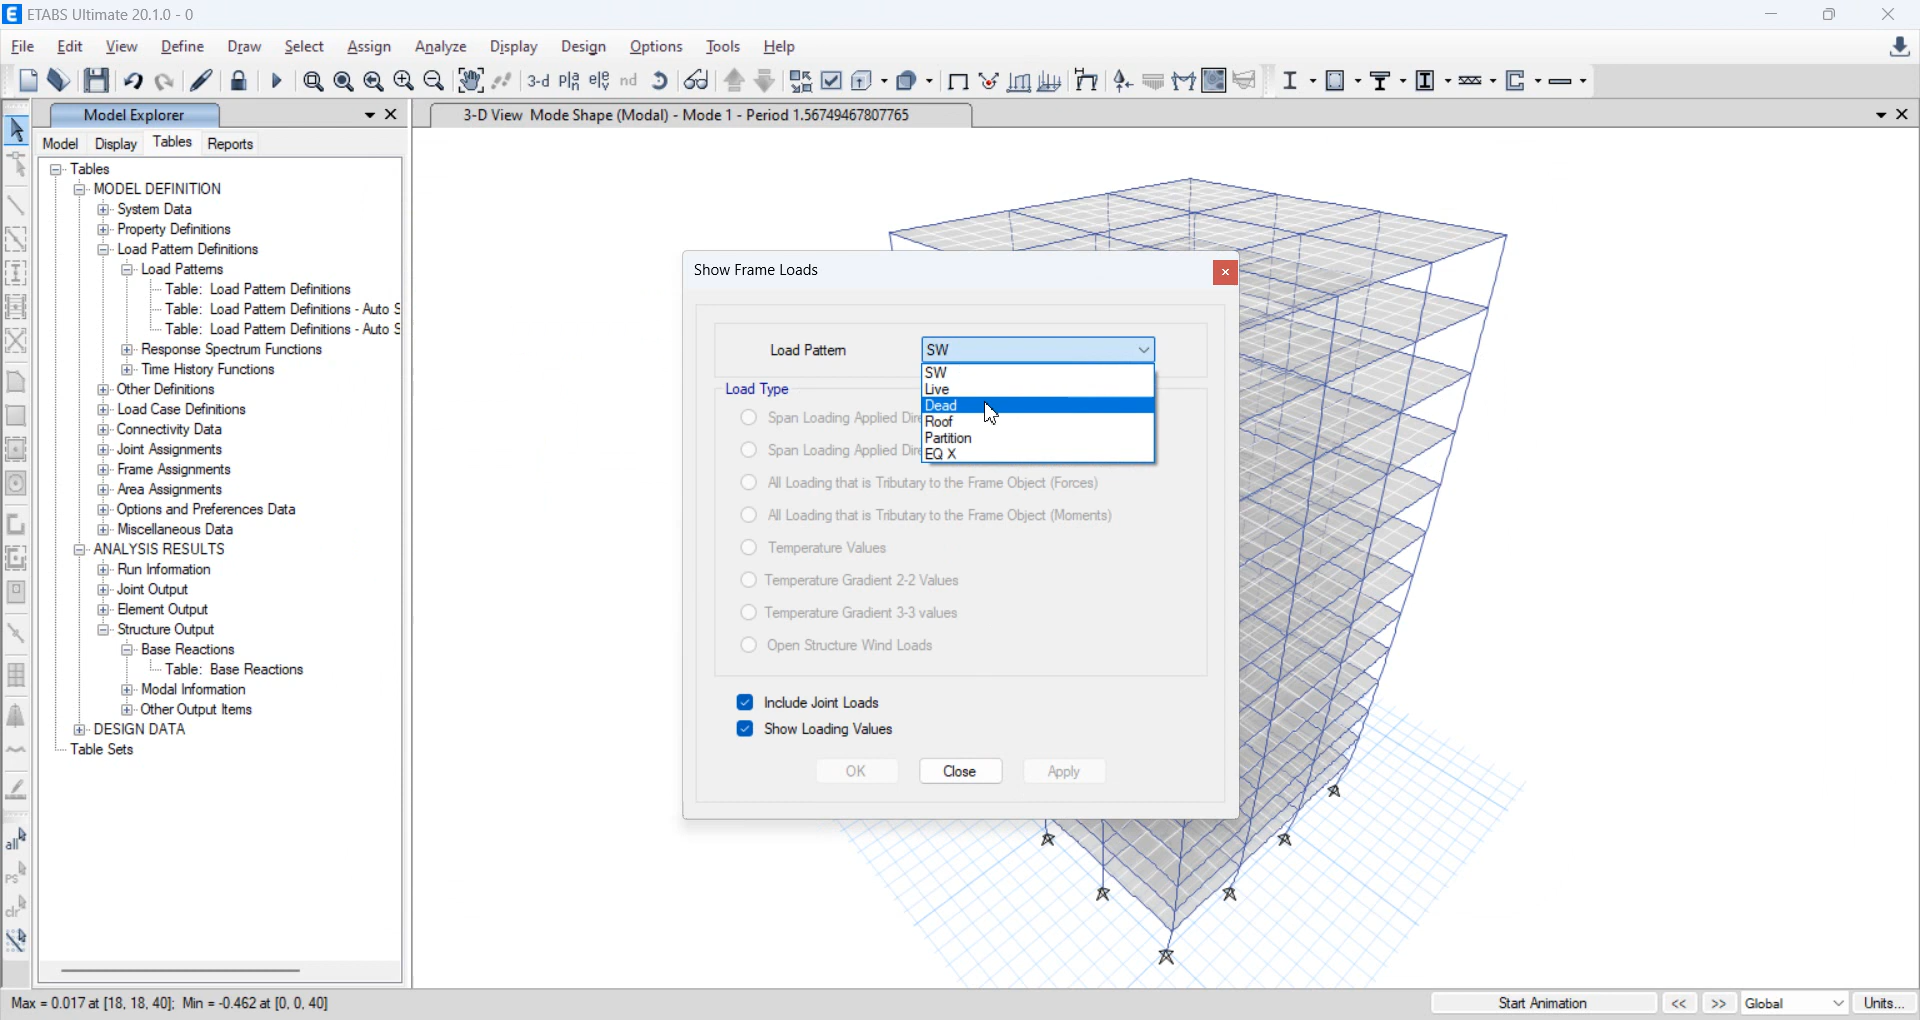 ETABS Ultimate 20.1.0 - 0
File Edit View Define Draw Select Assign Analyze Display Design Options Tools Help
3-d
nd
Model Explorer
3-D View Mode Shape (Modal) - Mode 1 - Period 1.56749467807765
Model Display Tables Reports
Tables
MODEL DEFINITION
System Data
Property Definitions
Load Pattern Definitions
Load Patterns
Table: Load Pattern Definitions
Table: Load Pattern Definitions - Auto S
Table: Load Pattern Definitions - Auto S
Response Spectrum Functions
Time History Functions
Other Definitions
Load Case Definitions
Connectivity Data
Joint Assignments
Frame Assignments
Area Assignments
Options and Preferences Data
Miscellaneous Data
ANALYSIS RESULTS
Run Information
Joint Output
Element Output
Structure Output
Base Reactions
Table: Base Reactions
Modal Information
Other Output Items
DESIGN DATA
Table Sets
all
PS
clr
Show Frame Loads
Load Pattern SW
SW
Live
Dead
Roof
Partition
EQ X
Load Type
Span Loading Applied Dire
Span Loading Applied Dire
All Loading that is Tributary to the Frame Object (Forces)
All Loading that is Tributary to the Frame Object (Moments)
Temperature Values
Temperature Gradient 2-2 Values
Temperature Gradient 3-3 values
Open Structure Wind Loads
Include Joint Loads
Show Loading Values
OK Close Apply
Max = 0.017 at [18, 18, 40]; Min = -0.462 at [0, 0, 40]
Start Animation << >> Global Units...